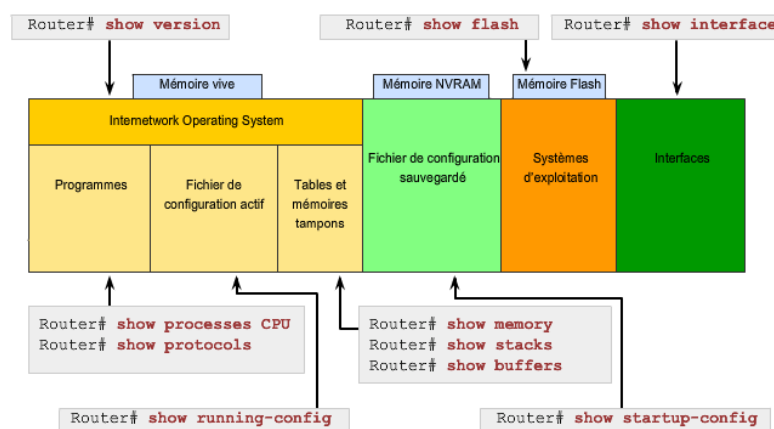 Router# show version
Router# show flash
Router# show interface
Mémoire vive
Mémoire NVRAM
Mémoire Flash
Internetwork Operating System
Programmes
Fichier de
configuration actif
Tables et
mémoires
tampons
Fichier de configuration
sauvegardé
Systèmes
d'exploitation
Interfaces
Router# show processes CPU
Router# show protocols
Router# show memory
Router# show stacks
Router# show buffers
Router# show running-config
Router# show startup-config